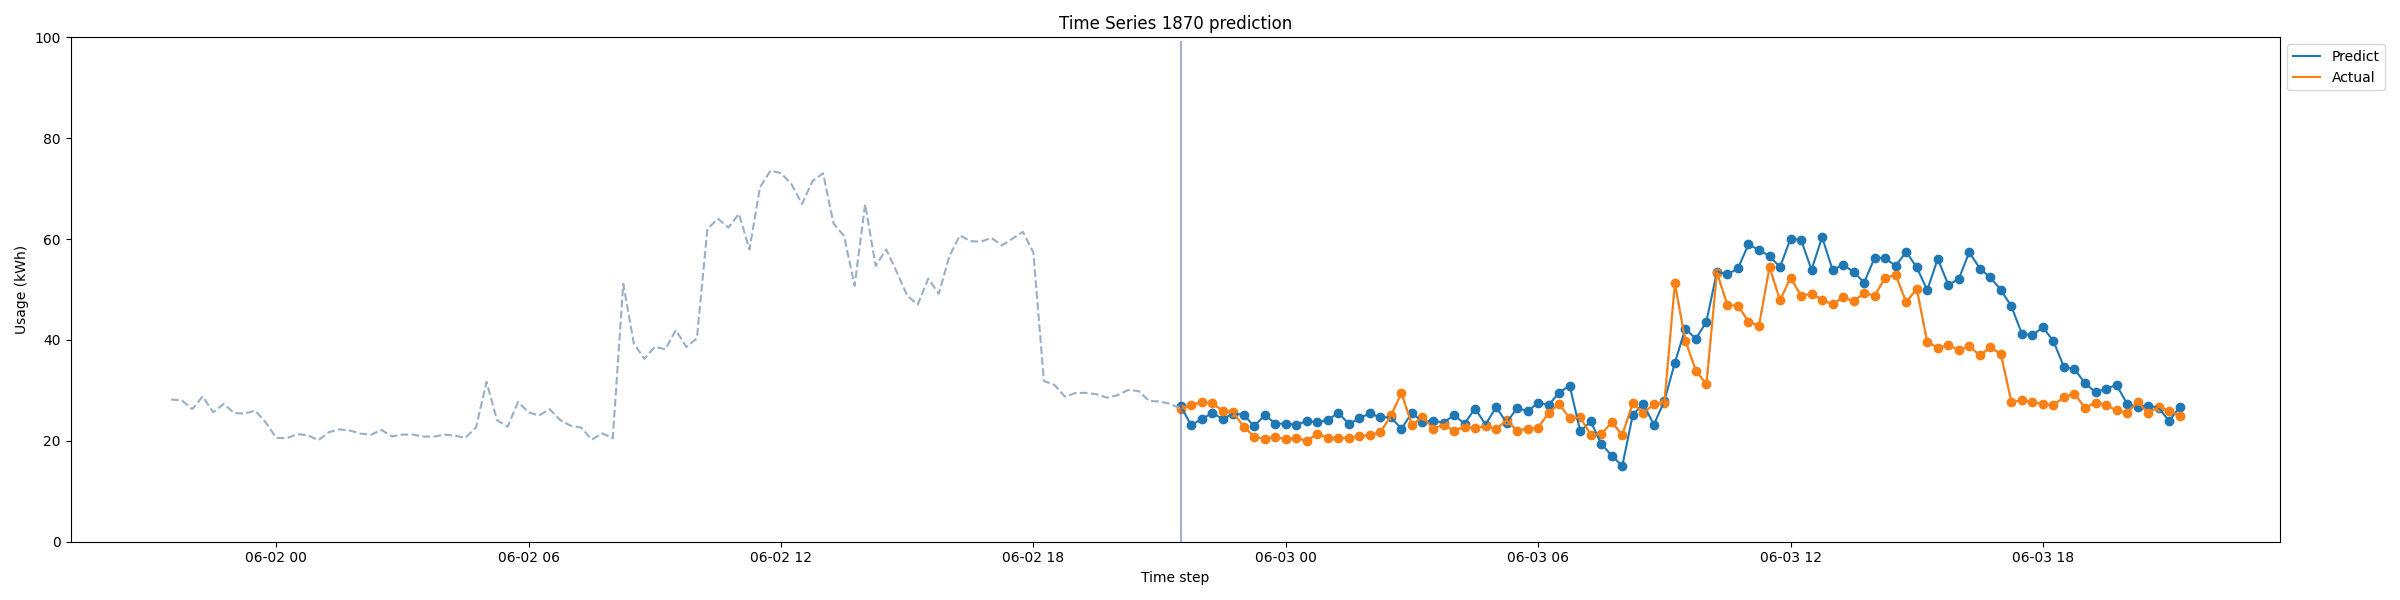 Time Series 1870 prediction
Usage (kWh)
100
80
60
40
20
0
06-02 00
06-02 06
06-02 12
06-02 18
06-03 00
06-03 06
06-03 12
06-03 18
Time step
Predict
Actual